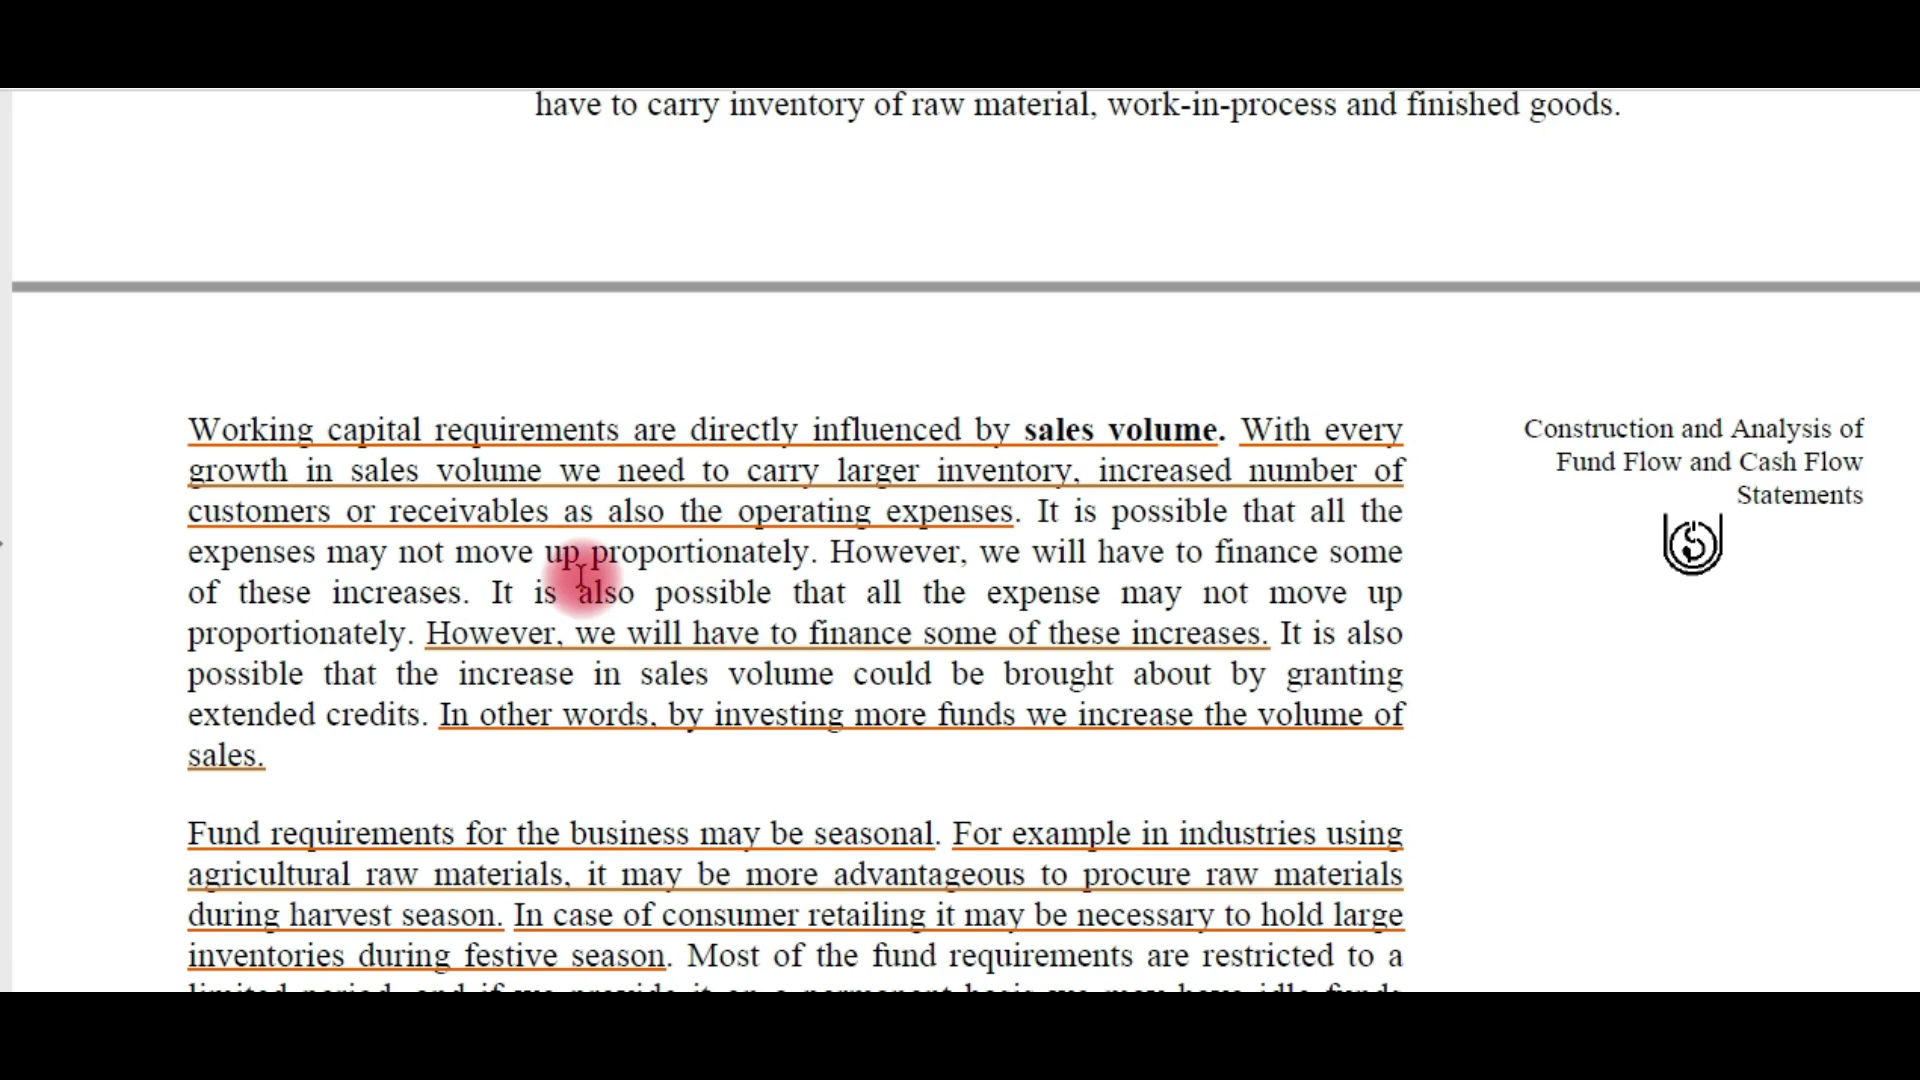 have to carry inventory of raw material, work-in-process and finished goods.
Working capital requirements are directly influenced by sales volume. With every
growth in sales volume we need to carry larger inventory, increased number of
customers or receivables as also the operating expenses. It is possible that all the
expenses may not move up proportionately. However, we will have to finance some
of these increases. It is also possible that all the expense may not move up
proportionately. However, we will have to finance some of these increases. It is also
possible that the increase in sales volume could be brought about by granting
extended credits. In other words, by investing more funds we increase the volume of
sales.
Fund requirements for the business may be seasonal. For example in industries using
agricultural raw materials, it may be more advantageous to procure raw materials
during harvest season. In case of consumer retailing it may be necessary to hold large
inventories during festive season. Most of the fund requirements are restricted to a
Construction and Analysis of
Fund Flow and Cash Flow
Statements